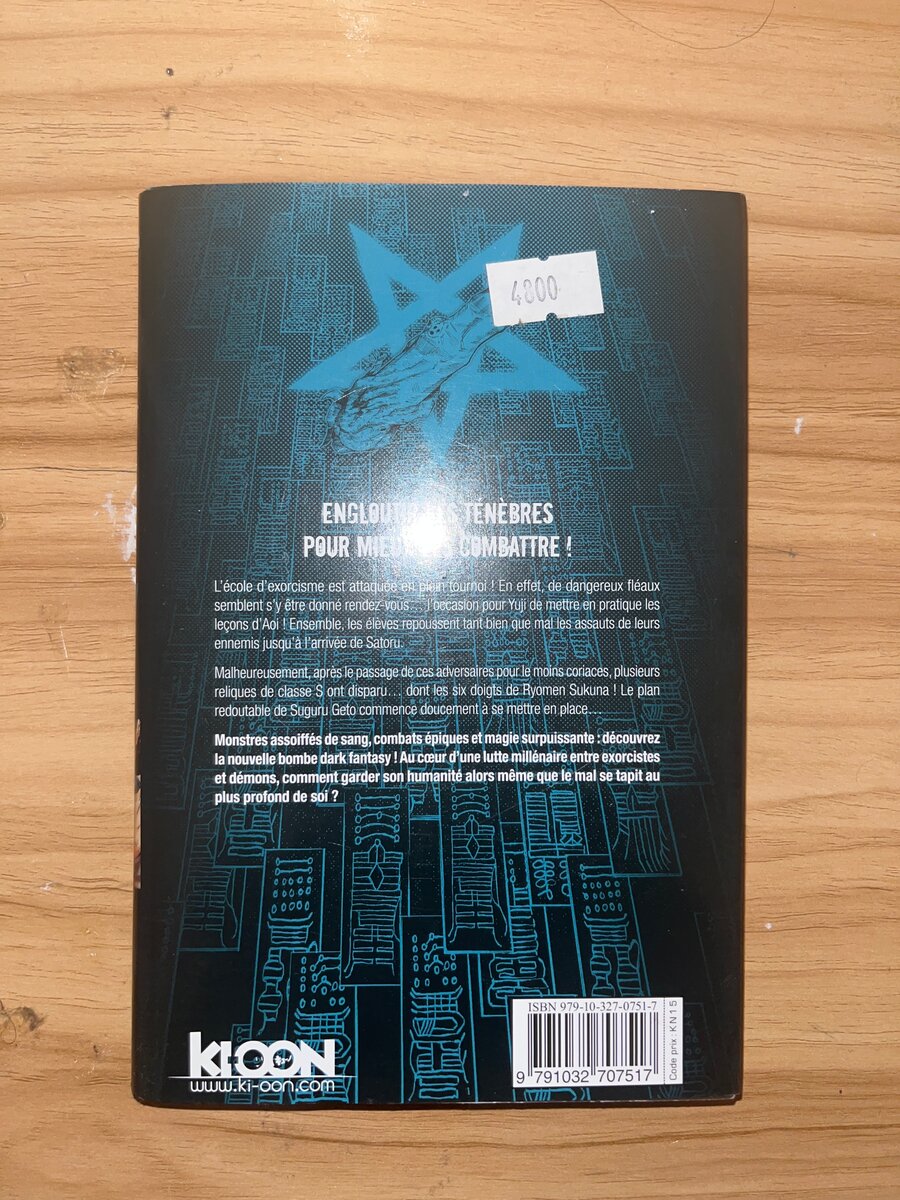 4800
TÉNÈBRES
POUR COMBATTRE !
L'école d'exorcisme est attaquée en plein tournoi ! En effet, de dangereux fléaux
semblent s'y être donné rendez-vous… l'occasion pour Yuji de mettre en pratique les
leçons d'Aoi ! Ensemble, les élèves repoussent tant bien que mal les assauts de leurs
ennemis jusqu'à l'arrivée de Satoru.
Malheureusement, après le passage de ces adversaires pour le moins coriaces, plusieurs
reliques de classe S ont disparu… dont les six doigts de Ryomen Sukuna ! Le plan
redoutable de Suguru Geto commence doucement à se mettre en place…
Monstres assoiffés de sang, combats épiques et magie surpuissante : découvrez
la nouvelle bombe dark fantasy ! Au cœur d'une lutte millénaire entre exorcistes
et démons, comment garder son humanité alors même que le mal se tapit au
plus profond de soi ?
ISBN 979-10-327-0751-7
9 791032 707517
Code prix : KN15
KI-OON
www.ki-oon.com